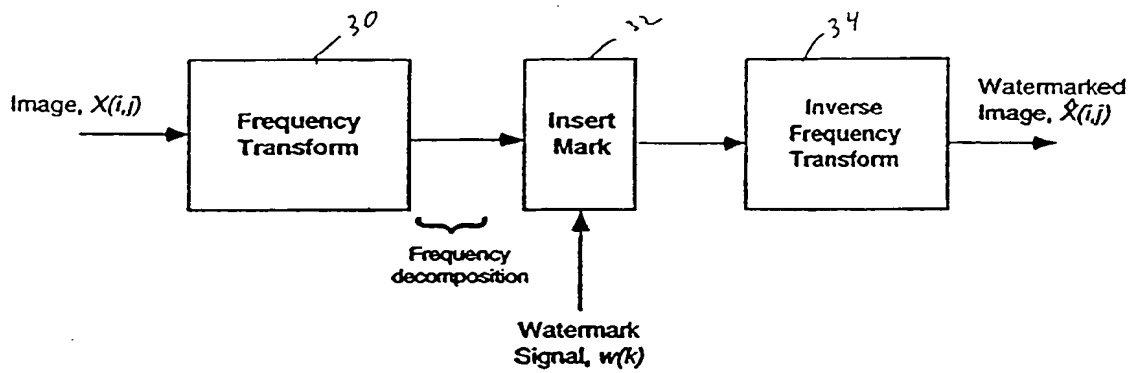 30
32
34
Image, X(i,j)
Frequency
Transform
Insert
Mark
Inverse
Frequency
Transform
Watermarked
Image, X̂(i,j)
Frequency
decomposition
Watermark
Signal, w(k)